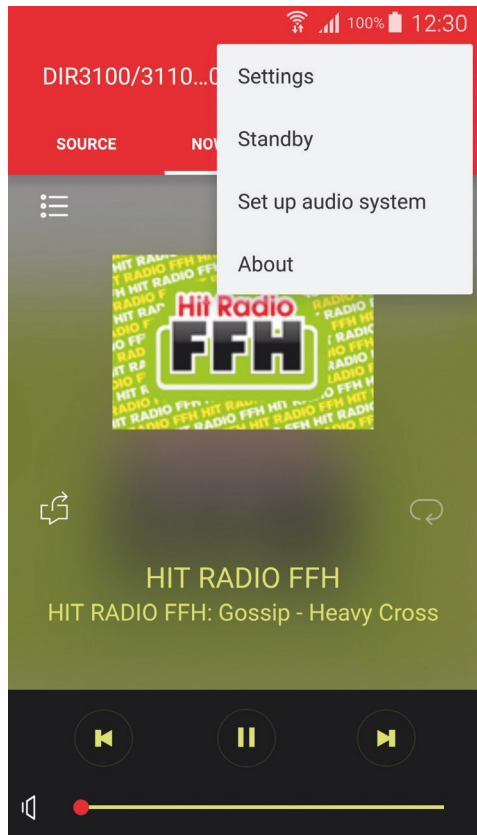 100% 12:30
DIR3100/3110...0
Settings
SOURCE
NOW
Standby
Set up audio system
About
Hit Radio
FFH
HIT RADIO FFH
HIT RADIO FFH: Gossip - Heavy Cross